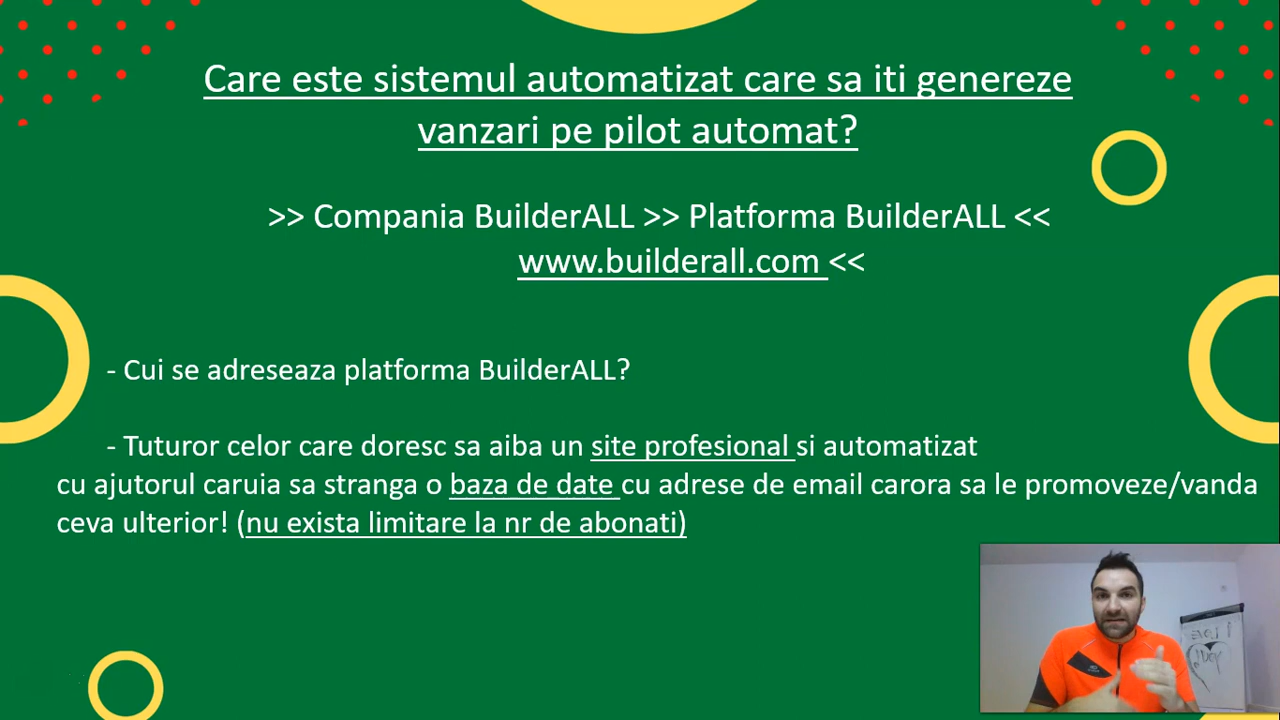 Care este sistemul automatizat care sa iti genereze
vanzari pe pilot automat?
>> Compania BuilderALL >> Platforma BuilderALL <<
www.builderall.com <<
- Cui se adreseaza platforma BuilderALL?
- Tuturor celor care doresc sa aiba un site profesional si automatizat
cu ajutorul caruia sa stranga o baza de date cu adrese de email carora sa le promoveze/vanda
ceva ulterior! (nu exista limitare la nr de abonati)